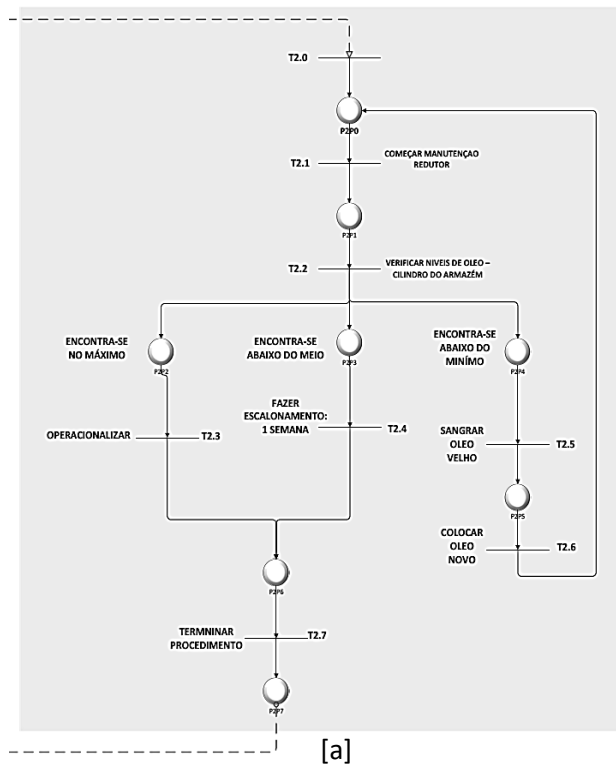 T2.0
P2P0
COMEÇAR MANUTENÇAO
REDUTOR
T2.1
P2P1
VERIFICAR NIVEIS DE OLEO –
CILINDRO DO ARMAZÉM
T2.2
ENCONTRA-SE
NO MÁXIMO
P2P2
ENCONTRA-SE
ABAIXO DO MEIO
P2P3
ENCONTRA-SE
ABAIXO DO
MINÍMO
P2P4
OPERACIONALIZAR
T2.3
FAZER
ESCALONAMENTO:
1 SEMANA
T2.4
SANGRAR
OLEO
VELHO
T2.5
P2P5
COLOCAR
OLEO
NOVO
T2.6
P2P6
TERMNINAR
PROCEDIMENTO
T2.7
P2P7
[a]